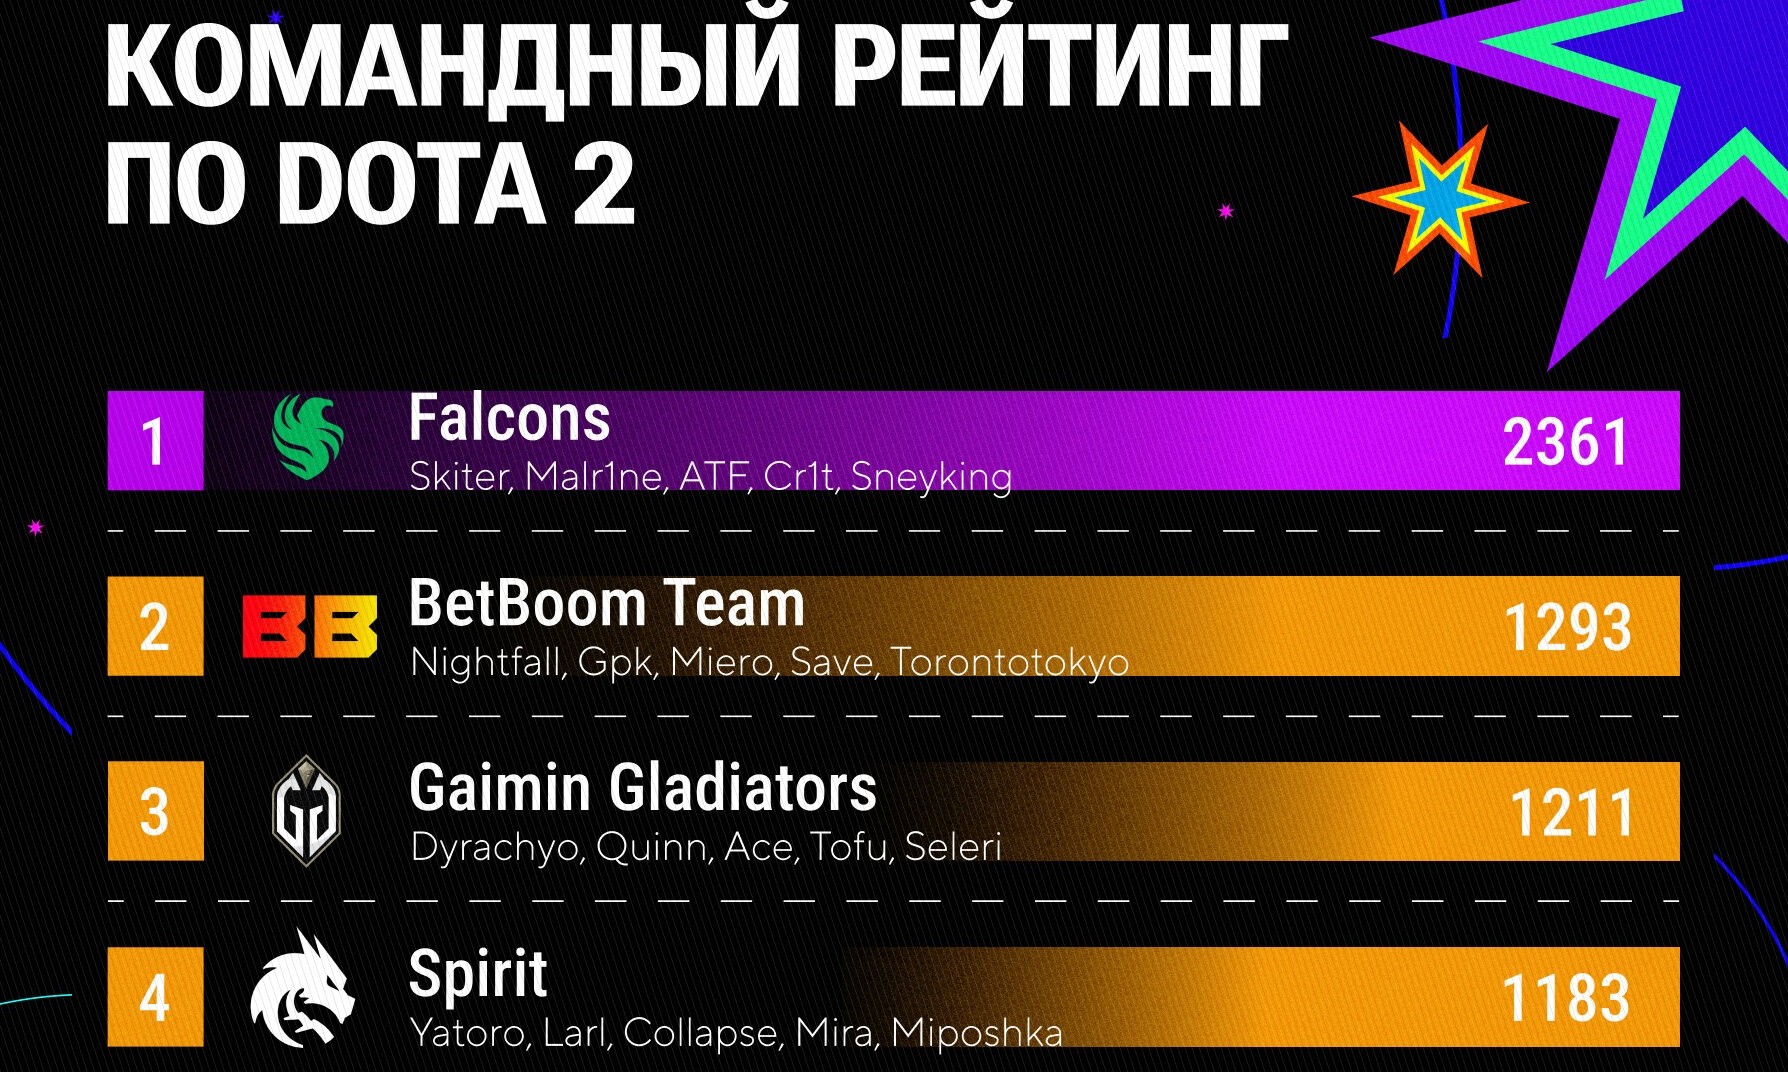 КОМАНДНЫЙ РЕЙТИНГ
ПО DOTA 2
1 Falcons 2361
Skiter, Malr1ne, ATF, Cr1t, Sneyking
2 BB BetBoom Team 1293
Nightfall, Gpk, Miero, Save, Torontotokyo
3 Gaimin Gladiators 1211
Dyrachyo, Quinn, Ace, Tofu, Seleri
4 Spirit 1183
Yatoro, Larl, Collapse, Mira, Miposhka